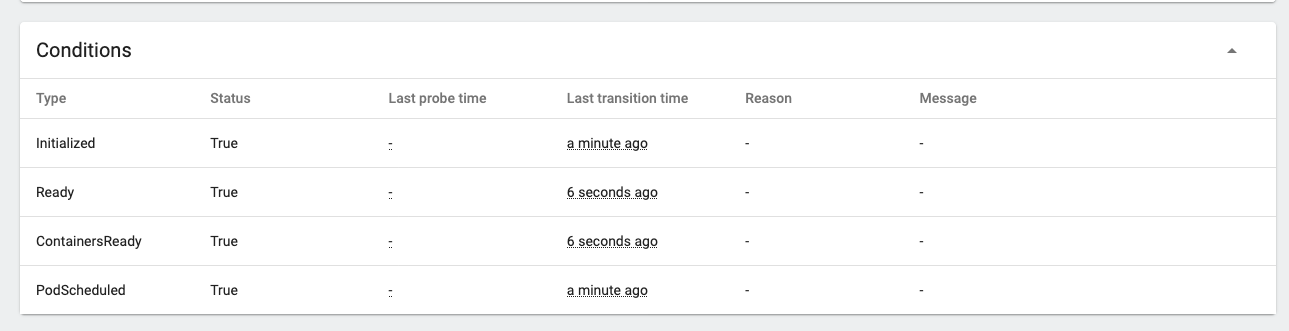 Conditions
Type Status Last probe time Last transition time Reason Message
Initialized True - a minute ago - -
Ready True - 6 seconds ago - -
ContainersReady True - 6 seconds ago - -
PodScheduled True - a minute ago - -